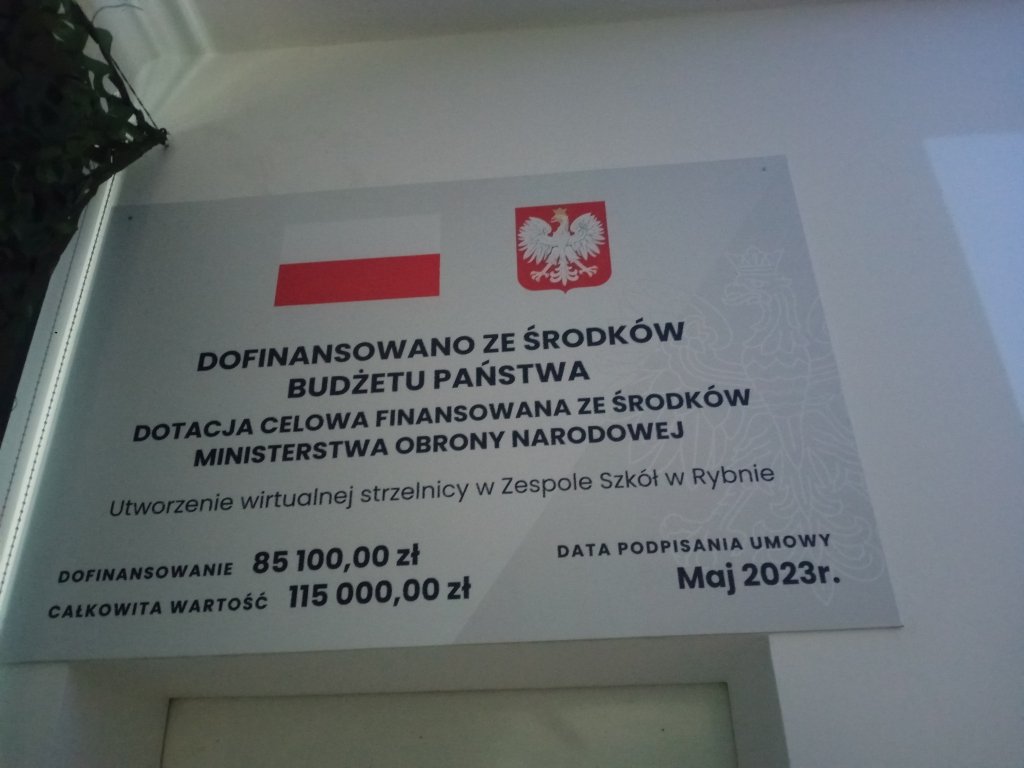 DOFINANSOWANO ZE ŚRODKÓW
BUDŻETU PAŃSTWA
DOTACJA CELOWA FINANSOWANA ZE ŚRODKÓW
MINISTERSTWA OBRONY NARODOWEJ
Utworzenie wirtualnej strzelnicy w Zespole Szkół w Rybnie
DOFINANSOWANIE 85 100,00 zł
CAŁKOWITA WARTOŚĆ 115 000,00 zł
DATA PODPISANIA UMOWY
Maj 2023r.